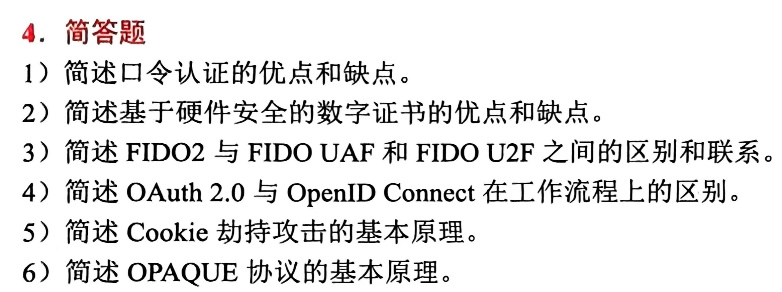 4．简答题
1）简述口令认证的优点和缺点。
2）简述基于硬件安全的数字证书的优点和缺点。
3）简述 FIDO2 与 FIDO UAF 和 FIDO U2F 之间的区别和联系。
4）简述 OAuth 2.0 与 OpenID Connect 在工作流程上的区别。
5）简述 Cookie 劫持攻击的基本原理。
6）简述 OPAQUE 协议的基本原理。